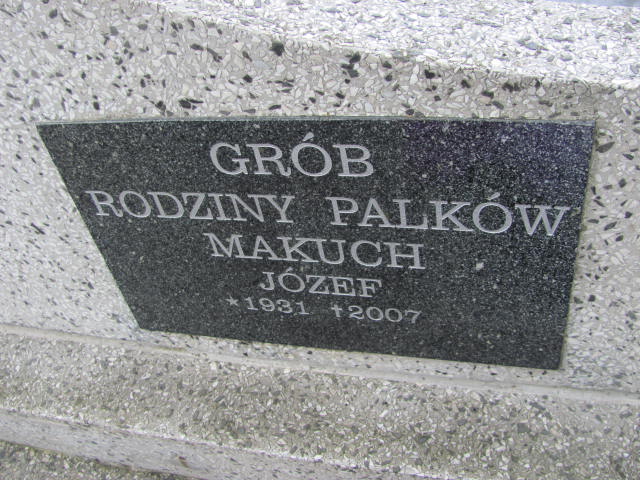 GRÓB
RODZINY PALKÓW
MAKUCH
JÓZEF
*1931 †2007